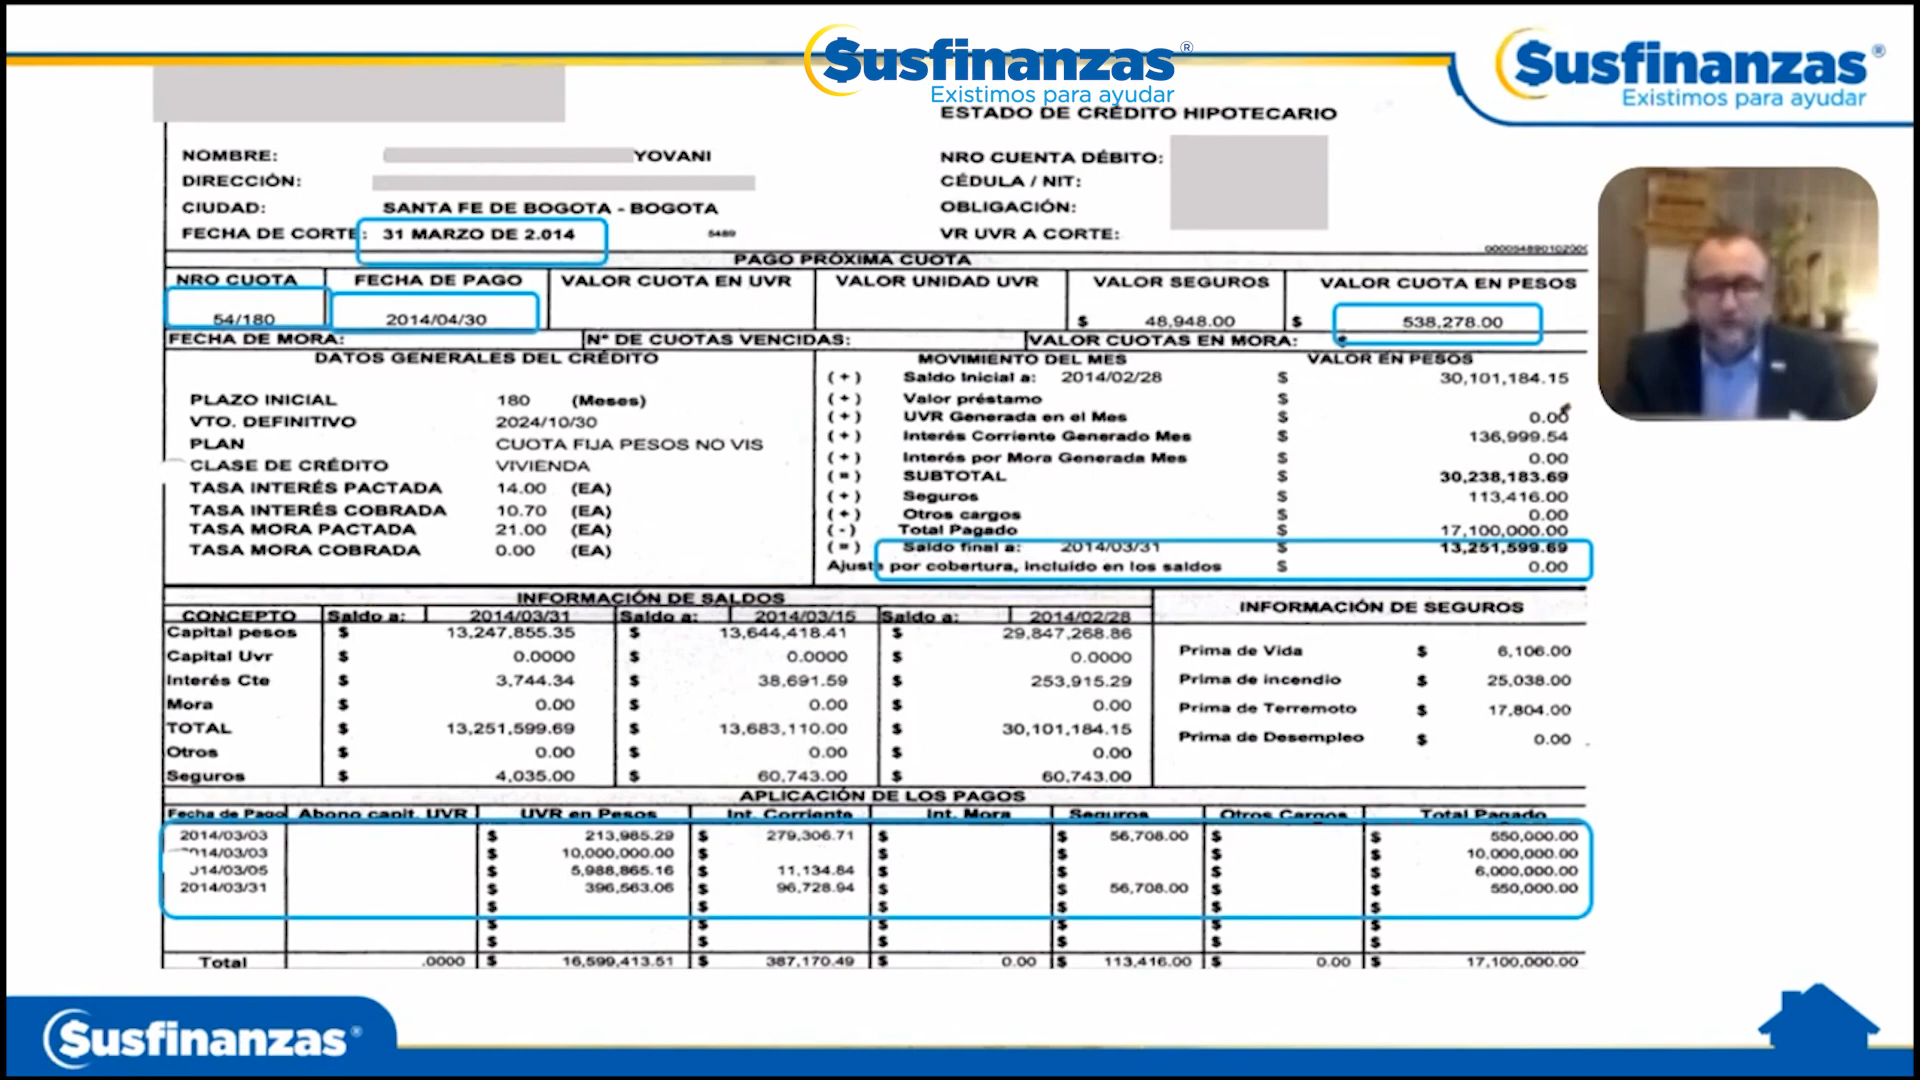 $usfinanzas®
Existimos para ayudar
$usfinanzas®
Existimos para ayudar
ESTADO DE CRÉDITO HIPOTECARIO
NOMBRE: YOVANI
DIRECCIÓN:
CIUDAD: SANTA FE DE BOGOTA - BOGOTA
FECHA DE CORTE: 31 MARZO DE 2.014 5489
NRO CUENTA DÉBITO:
CÉDULA / NIT:
OBLIGACIÓN:
VR UVR A CORTE:
PAGO PRÓXIMA CUOTA
NRO CUOTA FECHA DE PAGO VALOR CUOTA EN UVR VALOR UNIDAD UVR VALOR SEGUROS VALOR CUOTA EN PESOS
54/180 2014/04/30 $ 48,948.00 $ 538,278.00
FECHA DE MORA: N° DE CUOTAS VENCIDAS: VALOR CUOTAS EN MORA:
DATOS GENERALES DEL CRÉDITO
PLAZO INICIAL 180 (Meses)
VTO. DEFINITIVO 2024/10/30
PLAN CUOTA FIJA PESOS NO VIS
CLASE DE CRÉDITO VIVIENDA
TASA INTERÉS PACTADA 14.00 (EA)
TASA INTERÉS COBRADA 10.70 (EA)
TASA MORA PACTADA 21.00 (EA)
TASA MORA COBRADA 0.00 (EA)
MOVIMIENTO DEL MES VALOR EN PESOS
(+) Saldo Inicial a: 2014/02/28 $ 30,101,184.15
(+) Valor préstamo $
(+) UVR Generada en el Mes $ 0.00
(+) Interés Corriente Generado Mes $ 136,999.54
(+) Interés por Mora Generada Mes $ 0.00
(=) SUBTOTAL $ 30,238,183.69
(+) Seguros $ 113,416.00
(+) Otros cargos $ 0.00
(-) Total Pagado $ 17,100,000.00
(=) Saldo final a: 2014/03/31 $ 13,251,599.69
Ajuste por cobertura, incluido en los saldos $ 0.00
INFORMACIÓN DE SALDOS
CONCEPTO Saldo a: 2014/03/31 Saldo a: 2014/03/15 Saldo a: 2014/02/28
Capital pesos $ 13,247,855.35 $ 13,644,418.41 $ 29,847,268.86
Capital Uvr $ 0.0000 $ 0.0000 $ 0.0000
Interés Cte $ 3,744.34 $ 38,691.59 $ 253,915.29
Mora $ 0.00 $ 0.00 $ 0.00
TOTAL $ 13,251,599.69 $ 13,683,110.00 $ 30,101,184.15
Otros $ 0.00 $ 0.00 $ 0.00
Seguros $ 4,035.00 $ 60,743.00 $ 60,743.00
INFORMACIÓN DE SEGUROS
Prima de Vida $ 6,106.00
Prima de incendio $ 25,038.00
Prima de Terremoto $ 17,804.00
Prima de Desempleo $ 0.00
APLICACIÓN DE LOS PAGOS
Fecha de Pago Abono capit. UVR UVR en Pesos Int. Corriente Int. Mora Seguros Otros Cargos Total Pagado
2014/03/03 $ 213,985.29 $ 279,306.71 $ $ 56,708.00 $ $ 550,000.00
014/03/03 $ 10,000,000.00 $ $ $ $ $ 10,000,000.00
014/03/05 $ 5,988,865.16 $ 11,134.84 $ $ $ $ 6,000,000.00
2014/03/31 $ 396,563.06 $ 96,728.94 $ $ 56,708.00 $ $ 550,000.00
$ $ $ $ $ $
$ $ $ $ $ $
$ $ $ $ $ $
Total .0000 $ 16,599,413.51 $ 387,170.49 $ 0.00 $ 113,416.00 $ 0.00 $ 17,100,000.00
$usfinanzas®